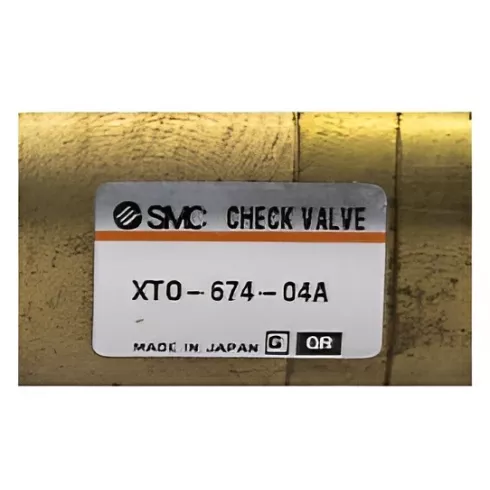 SMC CHECK VALVE
XTO-674-04A
MADE IN JAPAN G QR